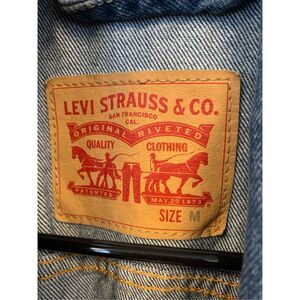 LEVI STRAUSS & CO.
SAN FRANCISCO
CAL.
ORIGINAL RIVETED
QUALITY CLOTHING
PATENTED MAY 20 1873
SIZE M